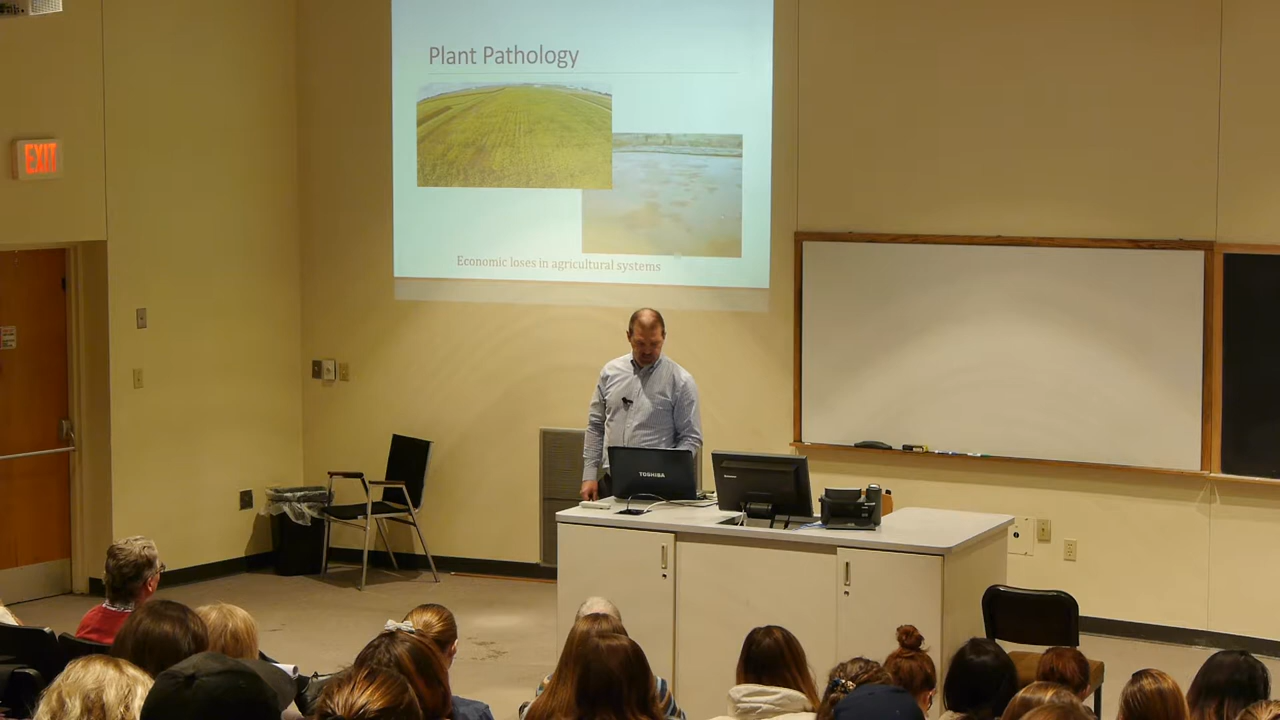 Plant Pathology
EXIT
Economic loses in agricultural systems
TOSHIBA